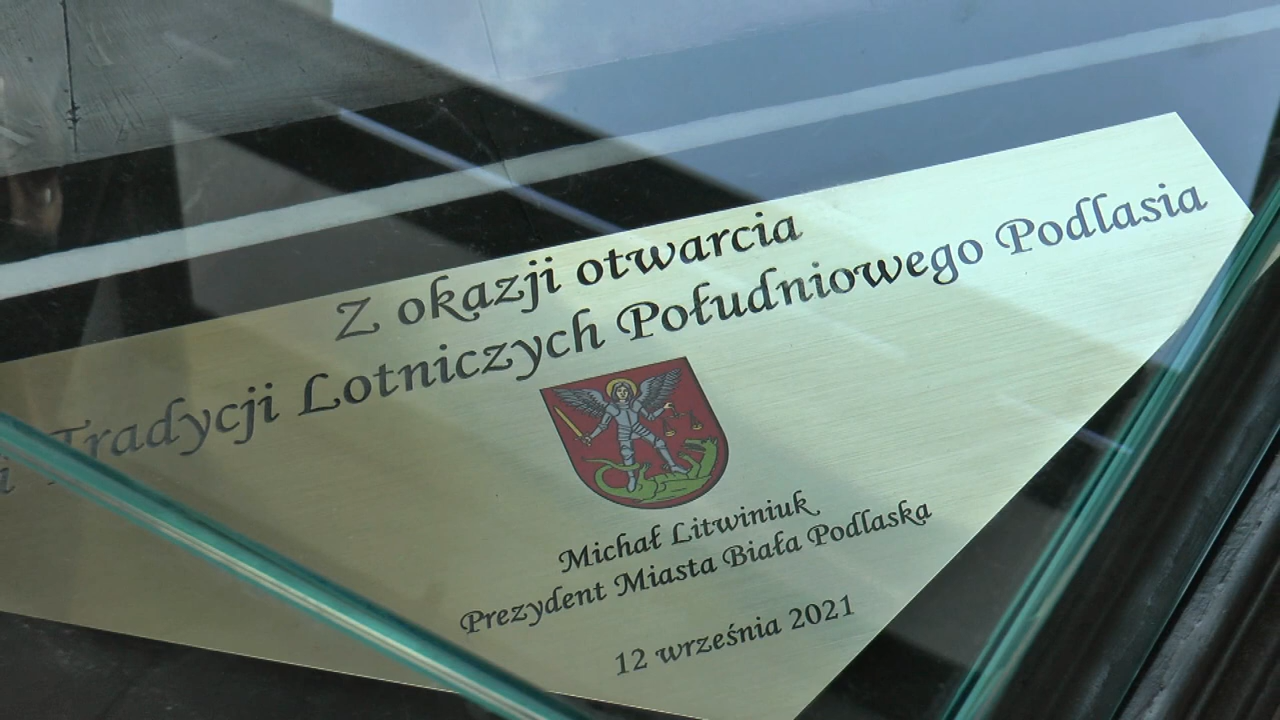 Z okazji otwarcia
i Tradycji Lotniczych Południowego Podlasia
Michał Litwiniuk
Prezydent Miasta Biała Podlaska
12 września 2021